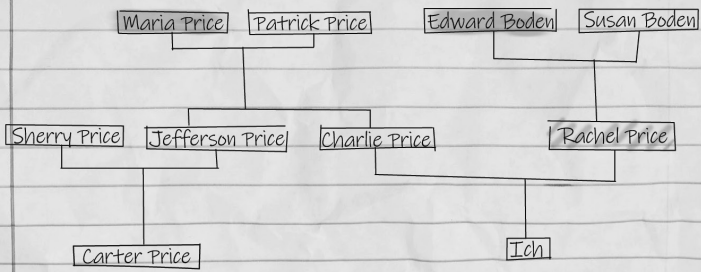 Maria Price
Patrick Price
Edward Boden
Susan Boden
Sherry Price
Jefferson Price
Charlie Price
Rachel Price
Carter Price
Ich